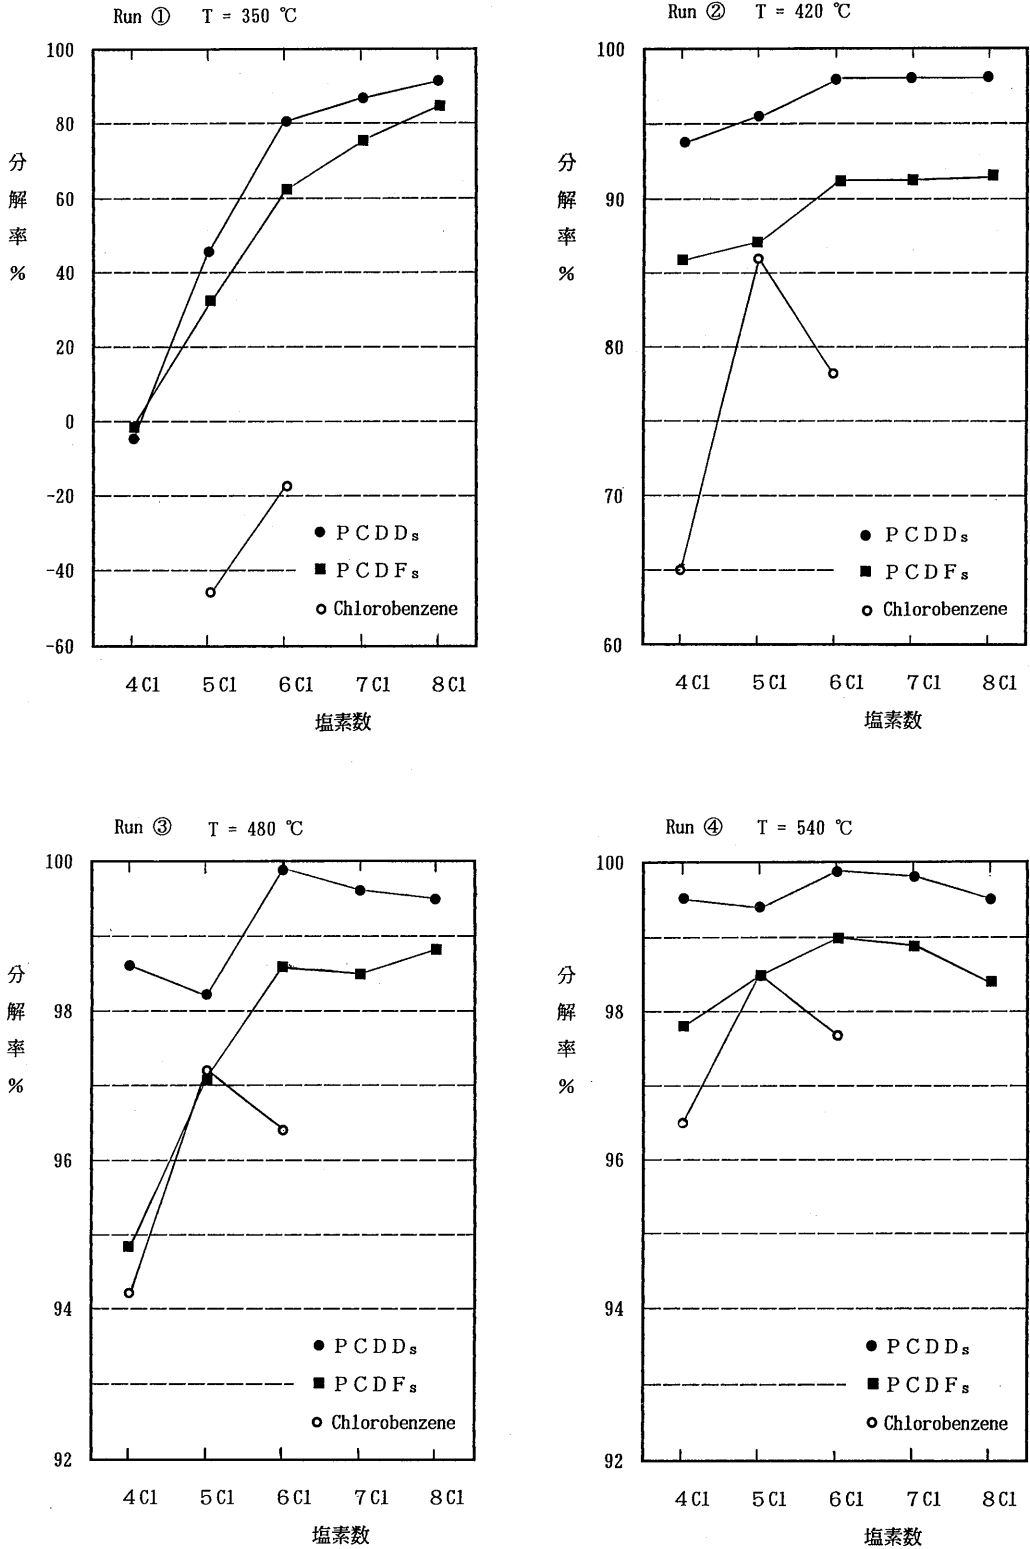 Run ① T = 350 ℃
100
80
60
40
20
0
-20
-40
-60
分解率%
PCDDs
PCDFs
Chlorobenzene
4Cl 5Cl 6Cl 7Cl 8Cl
塩素数
Run ② T = 420 ℃
100
90
80
70
60
分解率%
PCDDs
PCDFs
Chlorobenzene
4Cl 5Cl 6Cl 7Cl 8Cl
塩素数
Run ③ T = 480 ℃
100
98
96
94
92
分解率%
PCDDs
PCDFs
Chlorobenzene
4Cl 5Cl 6Cl 7Cl 8Cl
塩素数
Run ④ T = 540 ℃
100
98
96
94
92
分解率%
PCDDs
PCDFs
Chlorobenzene
4Cl 5Cl 6Cl 7Cl 8Cl
塩素数